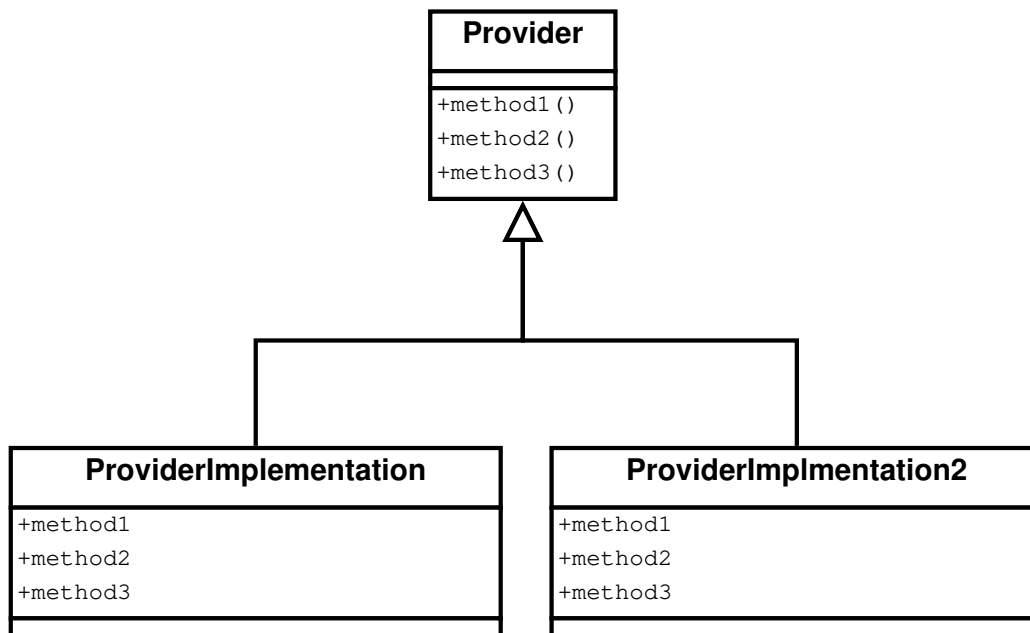 Provider
+method1()
+method2()
+method3()
ProviderImplementation
+method1
+method2
+method3
ProviderImplmentation2
+method1
+method2
+method3